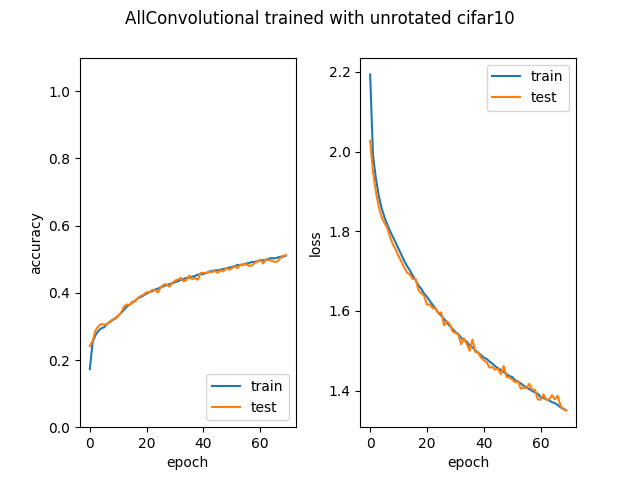 AllConvolutional trained with unrotated cifar10
1.0
0.8
0.6
0.4
0.2
0.0
accuracy
train
test
0 20 40 60
epoch
2.2
2.0
1.8
1.6
1.4
loss
train
test
0 20 40 60
epoch